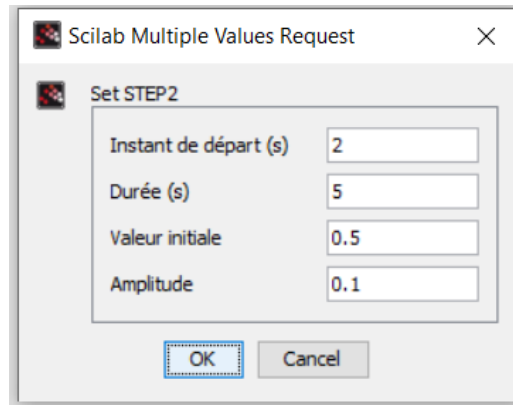 Scilab Multiple Values Request
Set STEP2
Instant de départ (s) 2
Durée (s) 5
Valeur initiale 0.5
Amplitude 0.1
OK Cancel